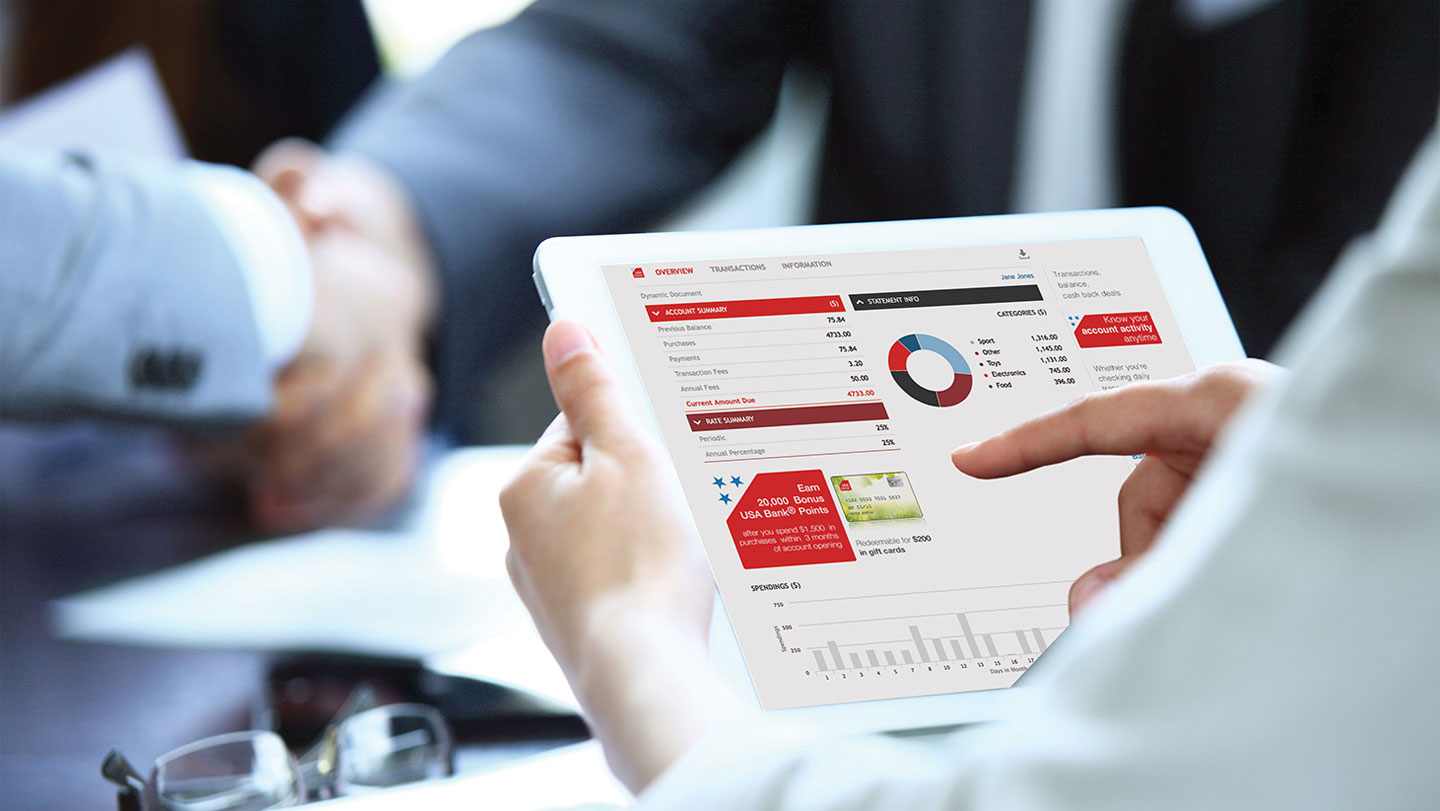 OVERVIEW TRANSACTIONS INFORMATION
Jane Jones
Dynamic Document
ACCOUNT SUMMARY ($)
Previous Balance 75.84
Purchases 4733.00
Payments 75.84
Transaction Fees 3.20
Annual Fees 50.00
Current Amount Due 4733.00
RATE SUMMARY
Periodic 25%
Annual Percentage 25%
STATEMENT INFO
CATEGORIES ($)
Sport 1,316.00
Other 1,145.00
Toys 1,131.00
Electronics 745.00
Food 396.00
Transactions,
balance,
cash back deals
Know your
account activity
anytime
Whether you're
checking daily
Earn
20,000 Bonus
USA Bank® Points
after you spend $1,500 in
purchases within 3 months
of account opening
Redeemable for $200
in gift cards
SPENDINGS ($)
750
500
250
0 1 2 3 4 5 6 7 8 9 10 12 13 14 15 16 17
Days in Month